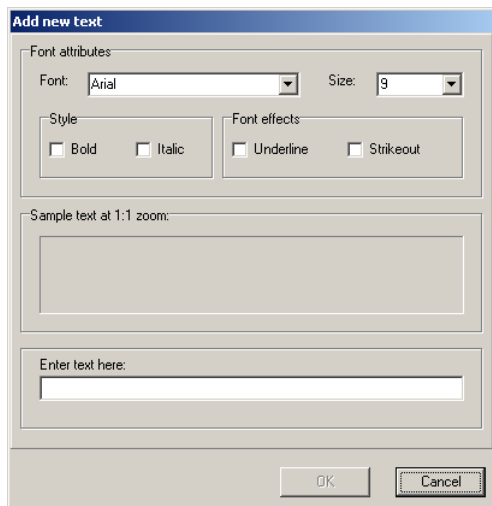 Add new text
Font attributes
Font: Arial Size: 9
Style Font effects
Bold Italic Underline Strikeout
Sample text at 1:1 zoom:
Enter text here:
OK Cancel